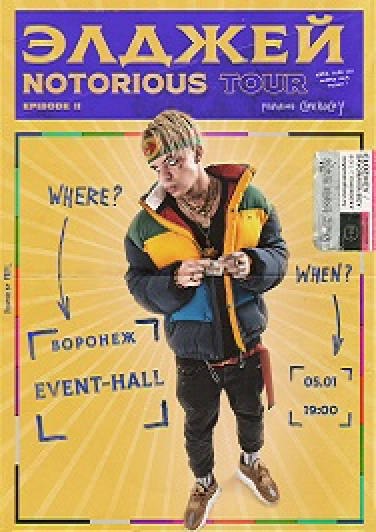 ЭЛДЖЕЙ
NOTORIOUS TOUR
EPISODE II
WHERE?
WHEN?
ВОРОНЕЖ
EVENT-HALL
05.01
19:00